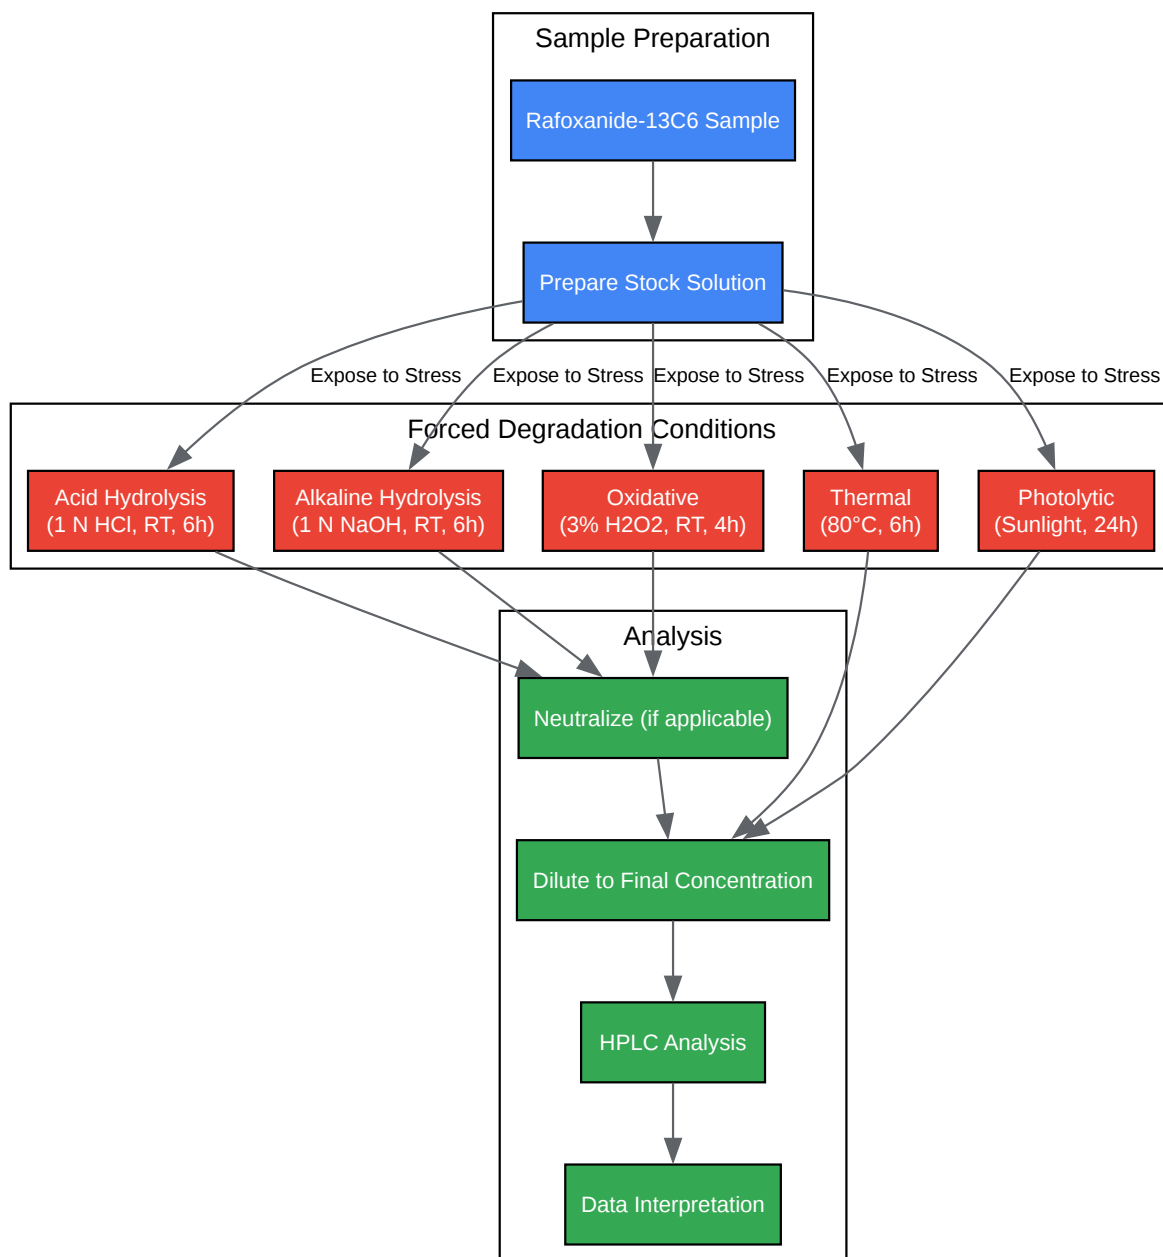 Sample Preparation
Rafoxanide-13C6 Sample
Prepare Stock Solution
Expose to Stress
Expose to Stress
Expose to Stress
Expose to Stress
Expose to Stress
Forced Degradation Conditions
Acid Hydrolysis
(1 N HCl, RT, 6h)
Alkaline Hydrolysis
(1 N NaOH, RT, 6h)
Oxidative
(3% H2O2, RT, 4h)
Thermal
(80°C, 6h)
Photolytic
(Sunlight, 24h)
Analysis
Neutralize (if applicable)
Dilute to Final Concentration
HPLC Analysis
Data Interpretation